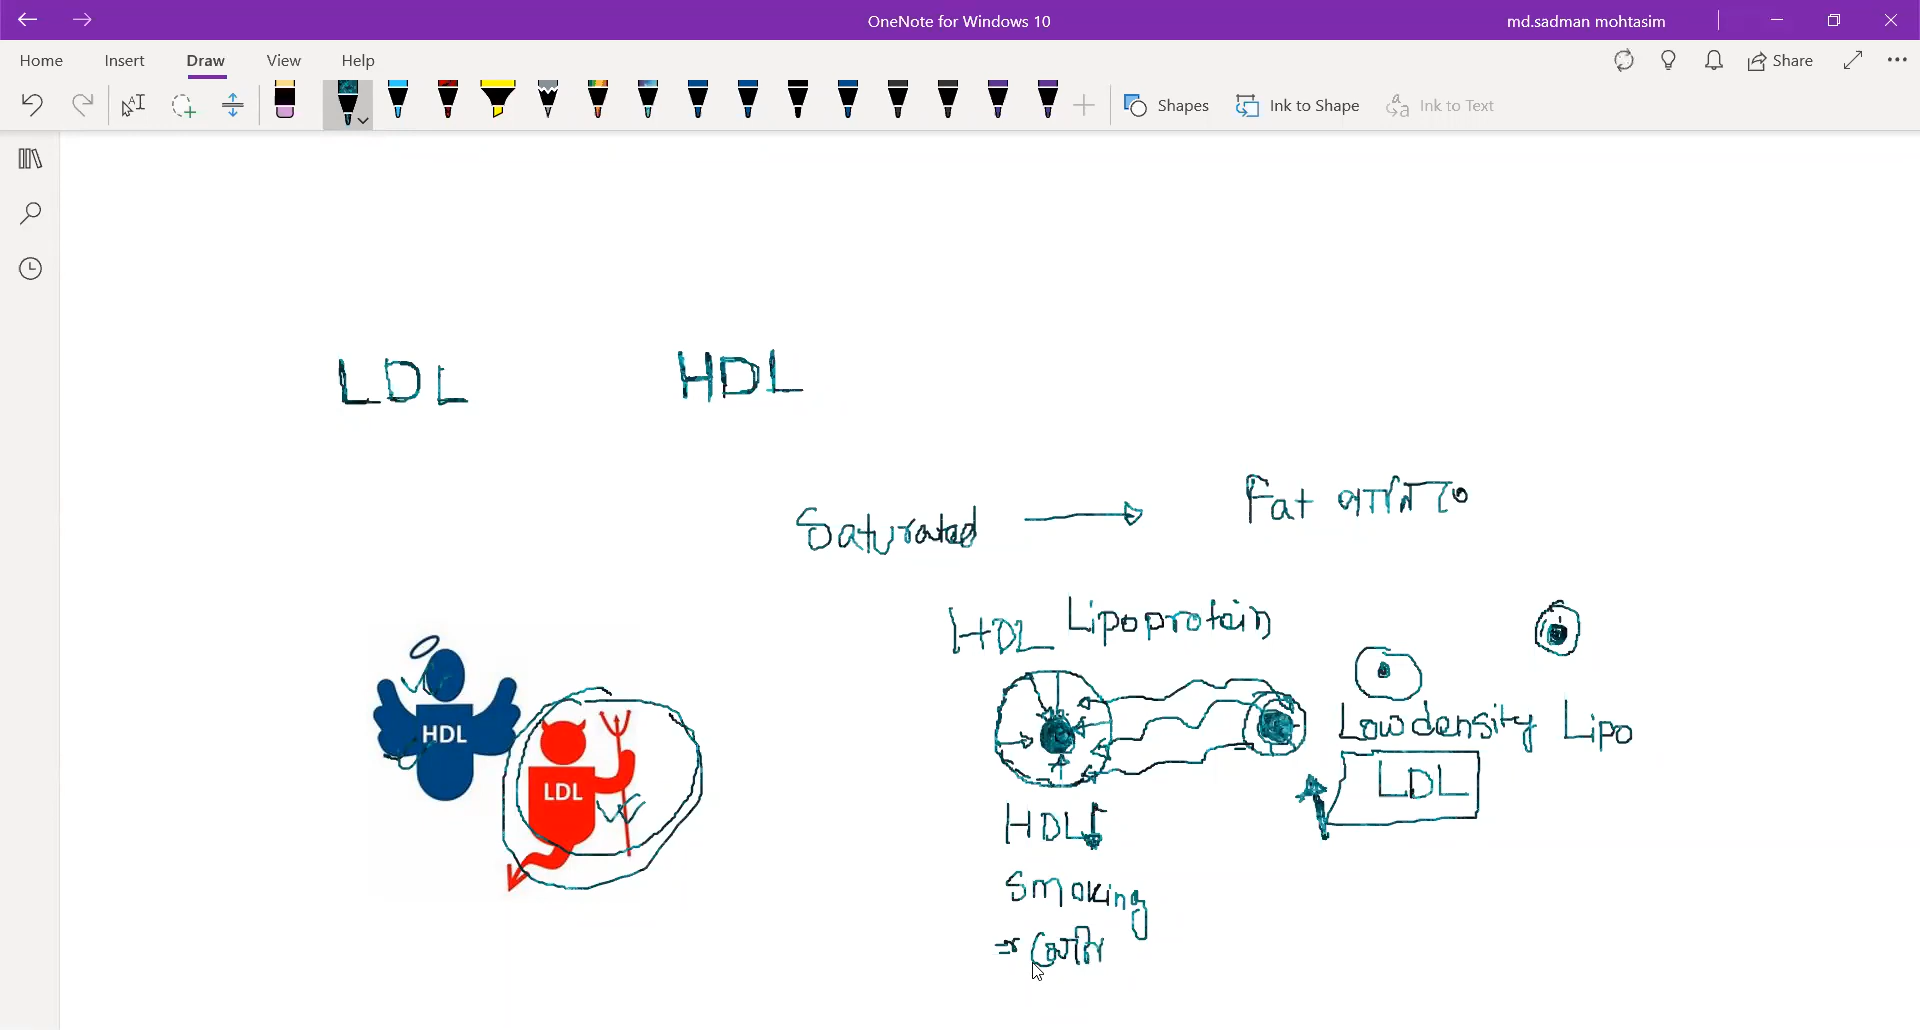 OneNote for Windows 10
md.sadman mohtasim
Home Insert Draw View Help
Share
Shapes Ink to Shape Ink to Text
LDL HDL
Saturated → Fat
HDL Lipoprotein
Low density Lipo
LDL
HDL↓
Smoking
HDL
LDL